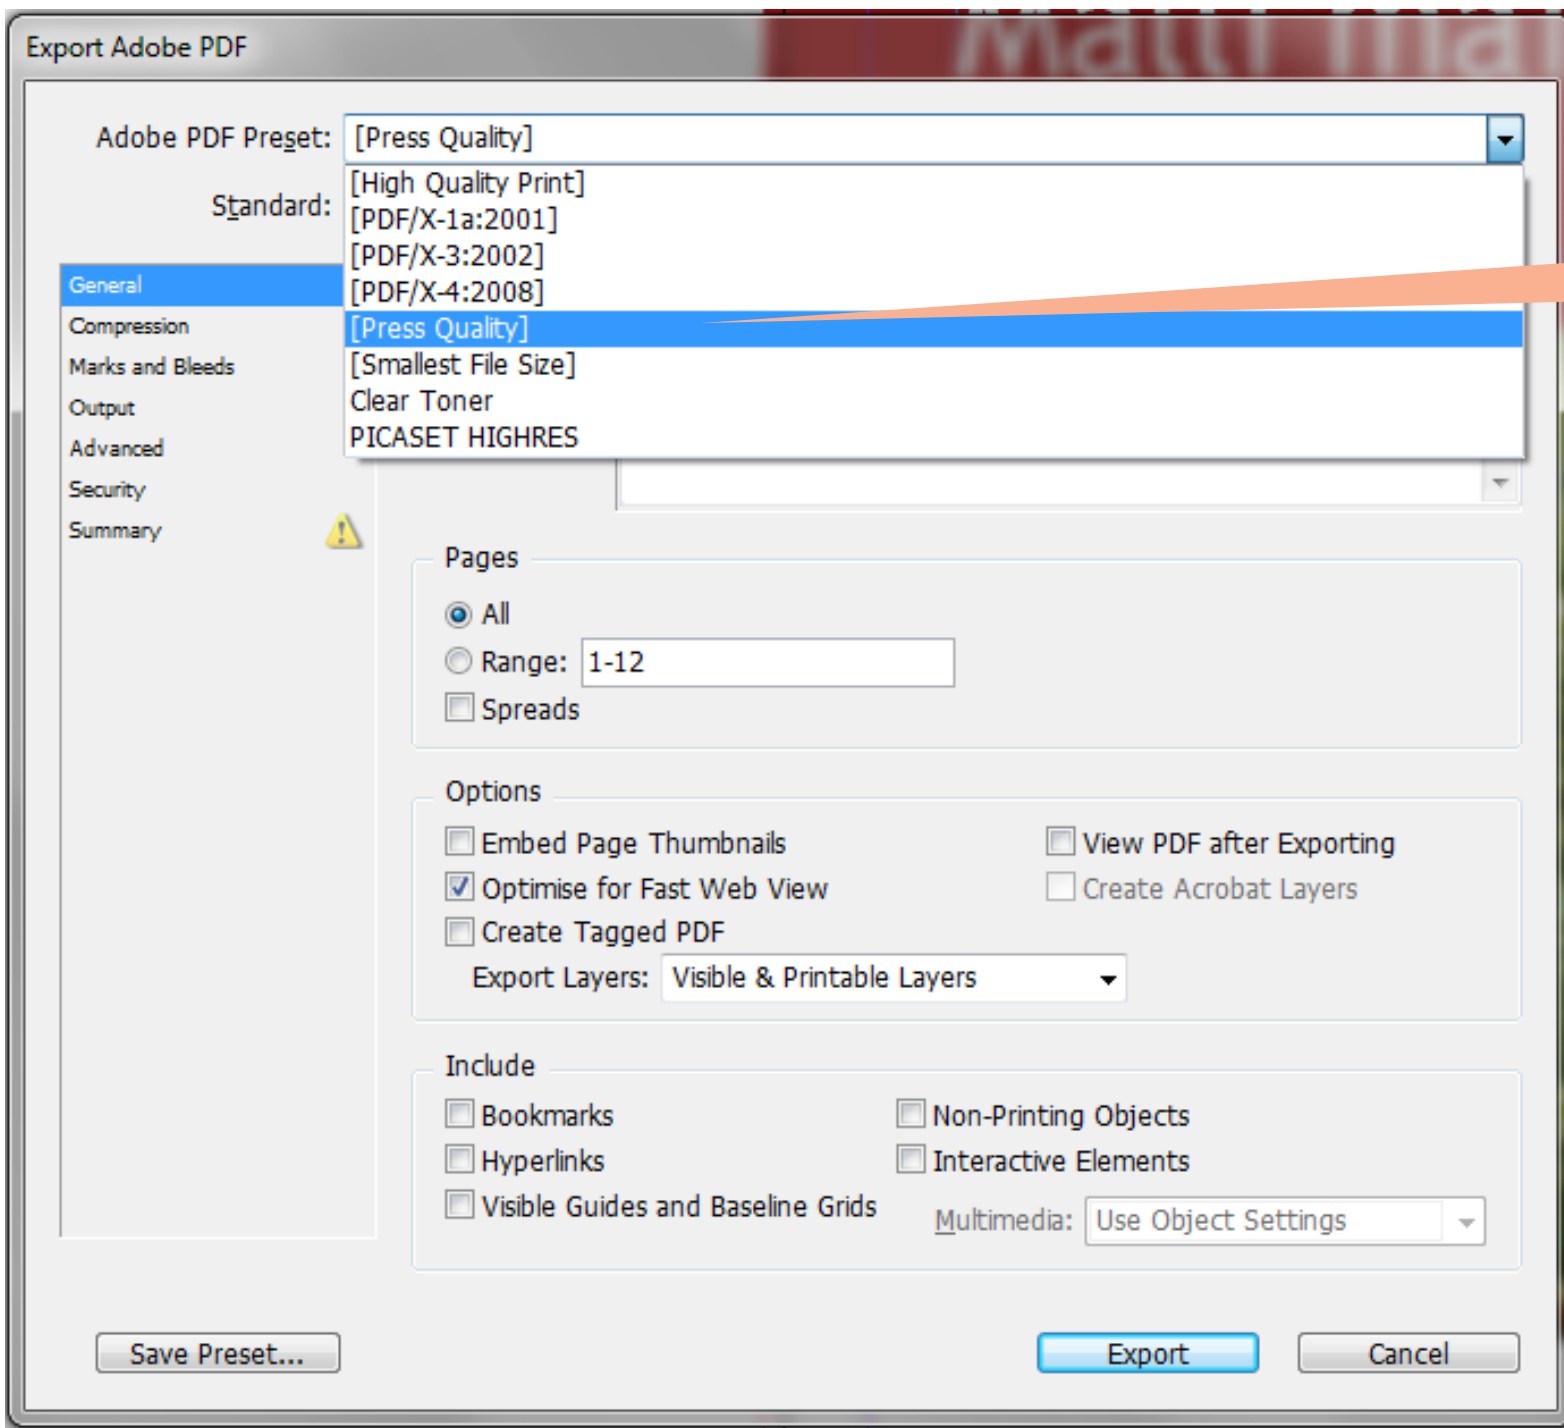 Export Adobe PDF
Adobe PDF Preset: [Press Quality]
[High Quality Print]
Standard:
[PDF/X-1a:2001]
[PDF/X-3:2002]
[PDF/X-4:2008]
[Press Quality]
[Smallest File Size]
Clear Toner
PICASET HIGHRES
General
Compression
Marks and Bleeds
Output
Advanced
Security
Summary
Pages
All
Range: 1-12
Spreads
Options
Embed Page Thumbnails View PDF after Exporting
Optimise for Fast Web View Create Acrobat Layers
Create Tagged PDF
Export Layers: Visible & Printable Layers
Include
Bookmarks Non-Printing Objects
Hyperlinks Interactive Elements
Visible Guides and Baseline Grids
Multimedia: Use Object Settings
Save Preset... Export Cancel